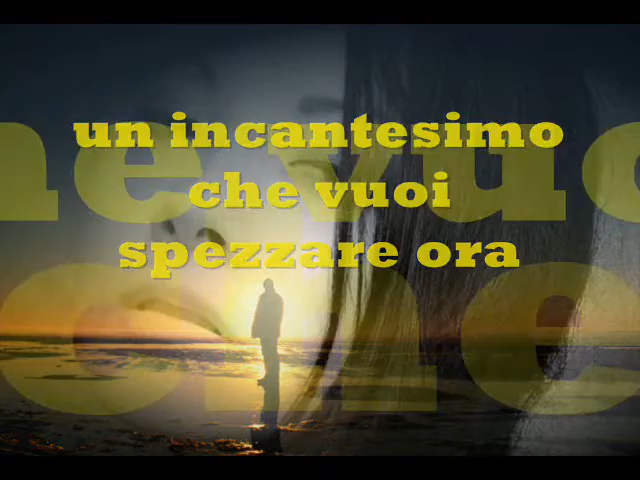 un incantesimo
che vuoi
spezzare ora